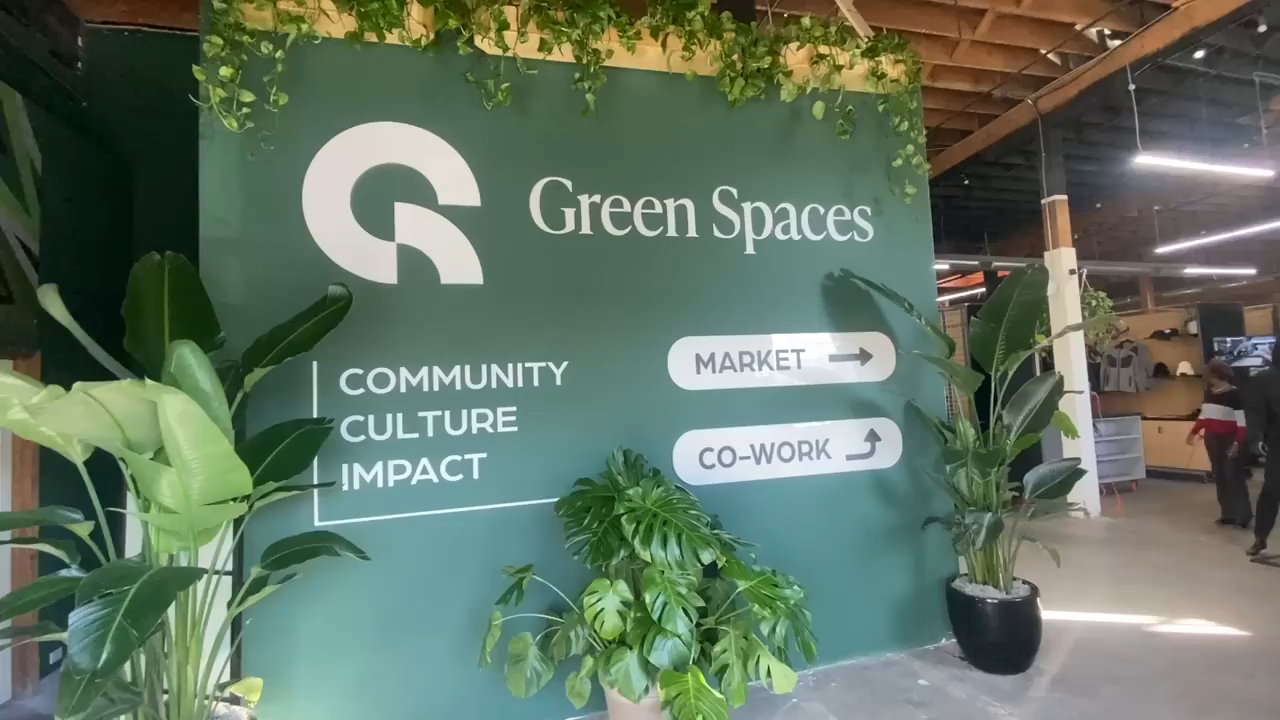 Green Spaces
COMMUNITY
CULTURE
IMPACT
MARKET →
CO-WORK ⤴